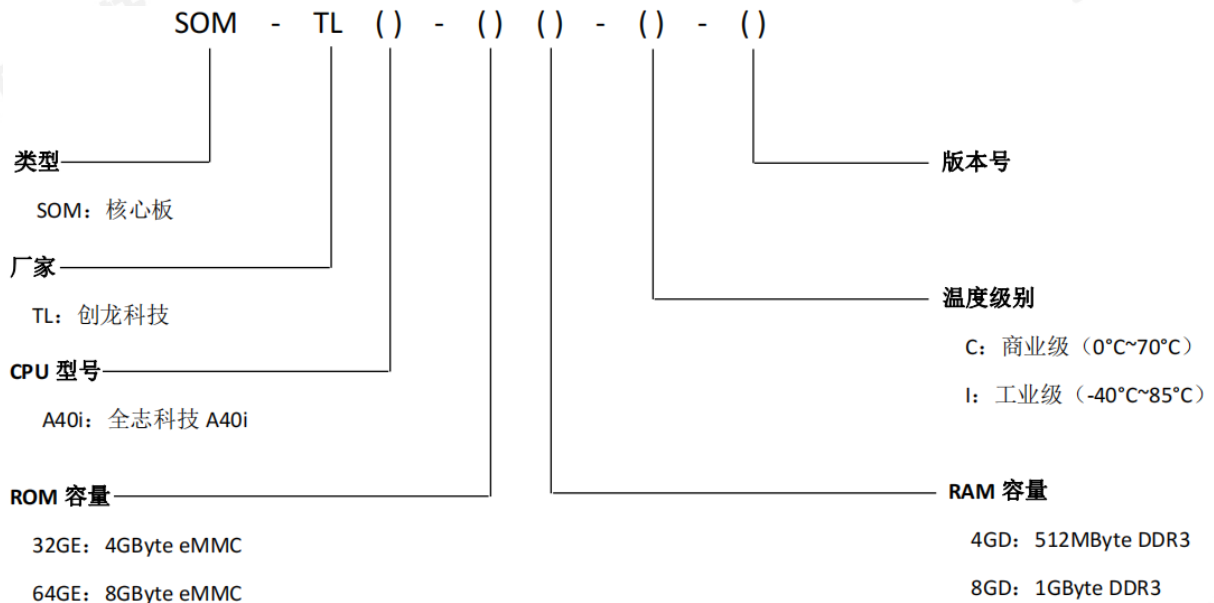 SOM - TL () - () () - () - ()
类型
SOM：核心板
厂家
TL：创龙科技
CPU 型号
A40i：全志科技 A40i
ROM 容量
32GE：4GByte eMMC
64GE：8GByte eMMC
版本号
温度级别
C：商业级（0°C~70°C）
I：工业级（-40°C~85°C）
RAM 容量
4GD：512MByte DDR3
8GD：1GByte DDR3